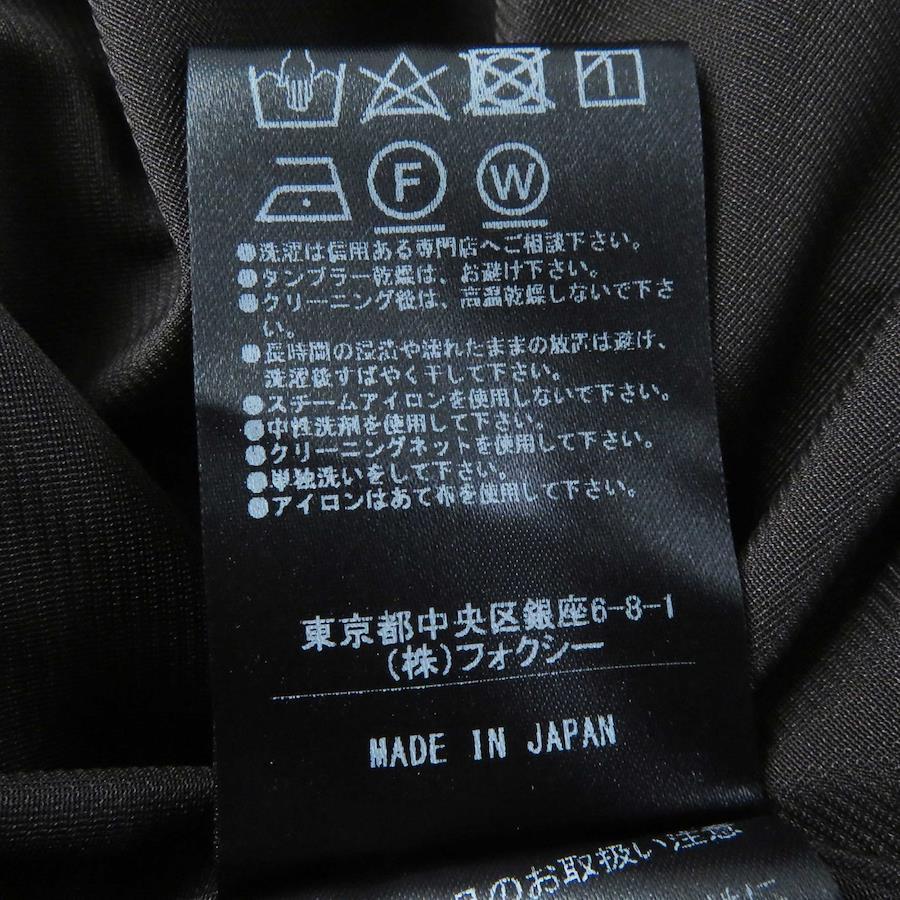 F W
●洗濯は信用ある専門店へご相談下さい。
●タンブラー乾燥は、お避け下さい。
●クリーニング後は、高温乾燥しないで下さ
い。
●長時間の浸漬や濡れたままの放置は避け、
洗濯後すばやく干して下さい。
●スチームアイロンを使用しないで下さい。
●中性洗剤を使用して下さい。
●クリーニングネットを使用して下さい。
●単独洗いをして下さい。
●アイロンはあて布を使用して下さい。
東京都中央区銀座6-8-1
(株)フォクシー
MADE IN JAPAN
のお取扱い注意